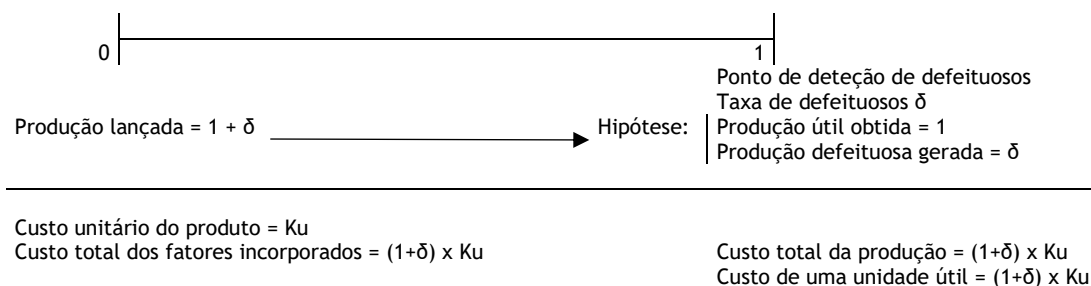 0
1
Ponto de deteção de defeituosos
Taxa de defeituosos δ
Produção lançada = 1 + δ
Hipótese:
Produção útil obtida = 1
Produção defeituosa gerada = δ
Custo unitário do produto = Ku
Custo total dos fatores incorporados = (1+δ) x Ku
Custo total da produção = (1+δ) x Ku
Custo de uma unidade útil = (1+δ) x Ku